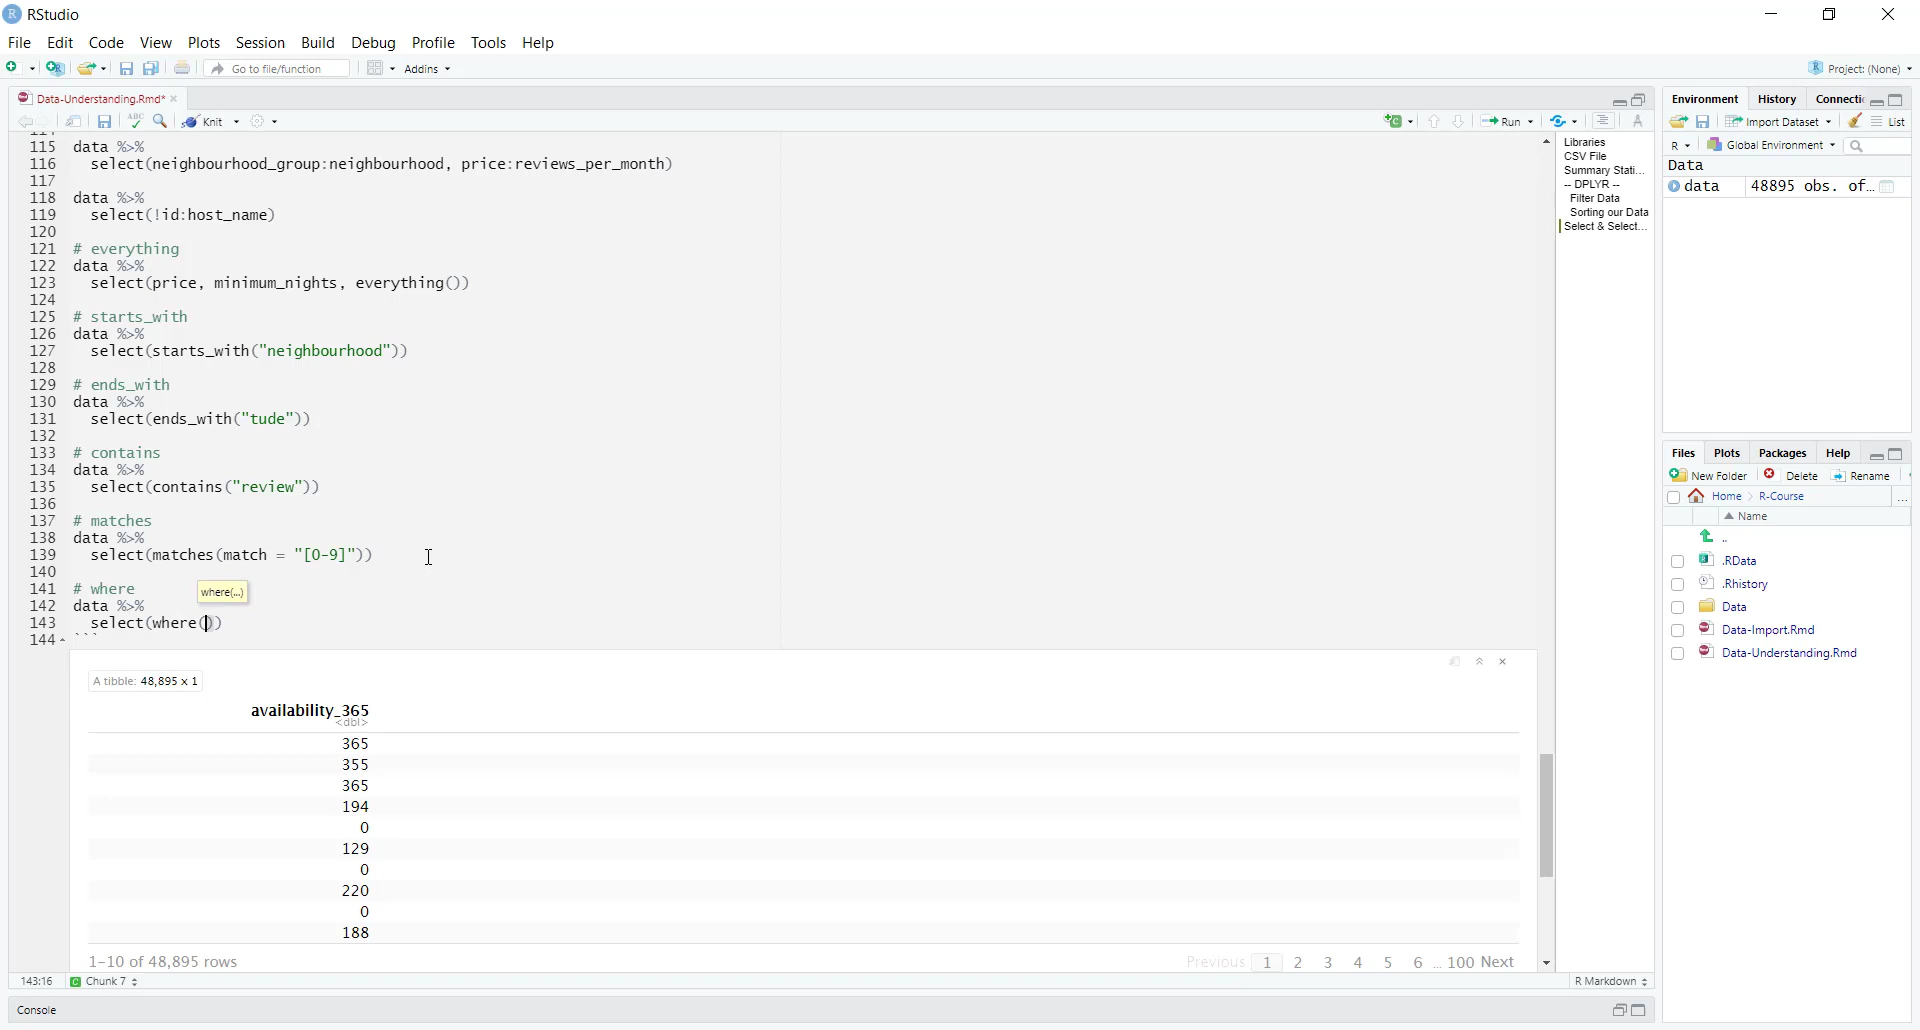 RStudio
File Edit Code View Plots Session Build Debug Profile Tools Help
Go to file/function Addins Project: (None)
Data-Understanding.Rmd*
ABC Knit Run
115 data %>%
116 select(neighbourhood_group:neighbourhood, price:reviews_per_month)
117
118 data %>%
119 select(!id:host_name)
120
121 # everything
122 data %>%
123 select(price, minimum_nights, everything())
124
125 # starts_with
126 data %>%
127 select(starts_with("neighbourhood"))
128
129 # ends_with
130 data %>%
131 select(ends_with("tude"))
132
133 # contains
134 data %>%
135 select(contains("review"))
136
137 # matches
138 data %>%
139 select(matches(match = "[0-9]"))
140
141 # where
where(...)
142 data %>%
143 select(where())
144 ```
A tibble: 48,895 x 1
availability_365
<dbl>
365
355
365
194
0
129
0
220
0
188
1-10 of 48,895 rows
Previous 1 2 3 4 5 6 ... 100 Next
143:16 Chunk 7 R Markdown
Console
Libraries
CSV File
Summary Stati...
-- DPLYR --
Filter Data
Sorting our Data
Select & Select...
Environment History Connectic
Import Dataset List
R Global Environment
Data
data 48895 obs. of...
Files Plots Packages Help
New Folder Delete Rename
Home R-Course ...
Name
..
.RData
.Rhistory
Data
Data-Import.Rmd
Data-Understanding.Rmd